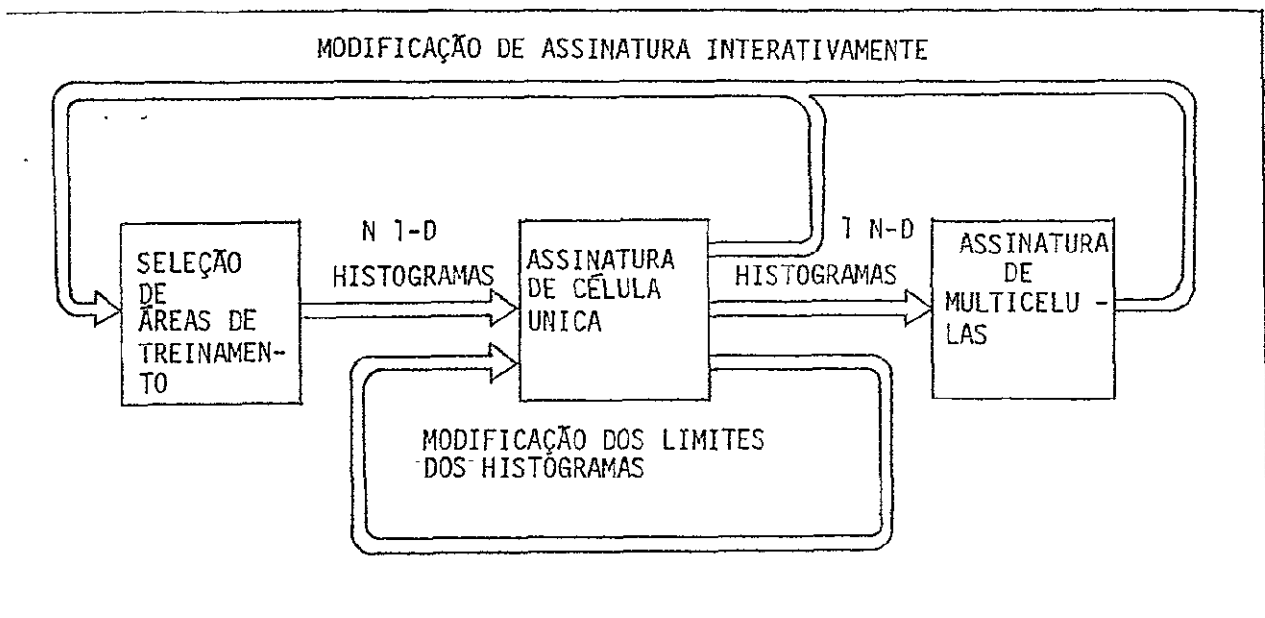 MODIFICAÇÃO DE ASSINATURA INTERATIVAMENTE
N 1-D
HISTOGRAMAS
1 N-D
HISTOGRAMAS
SELEÇÃO
DE
ÁREAS DE
TREINAMEN-
TO
ASSINATURA
DE CÉLULA
UNICA
ASSINATURA
DE
MULTICELU -
LAS
MODIFICAÇÃO DOS LIMITES
DOS HISTOGRAMAS